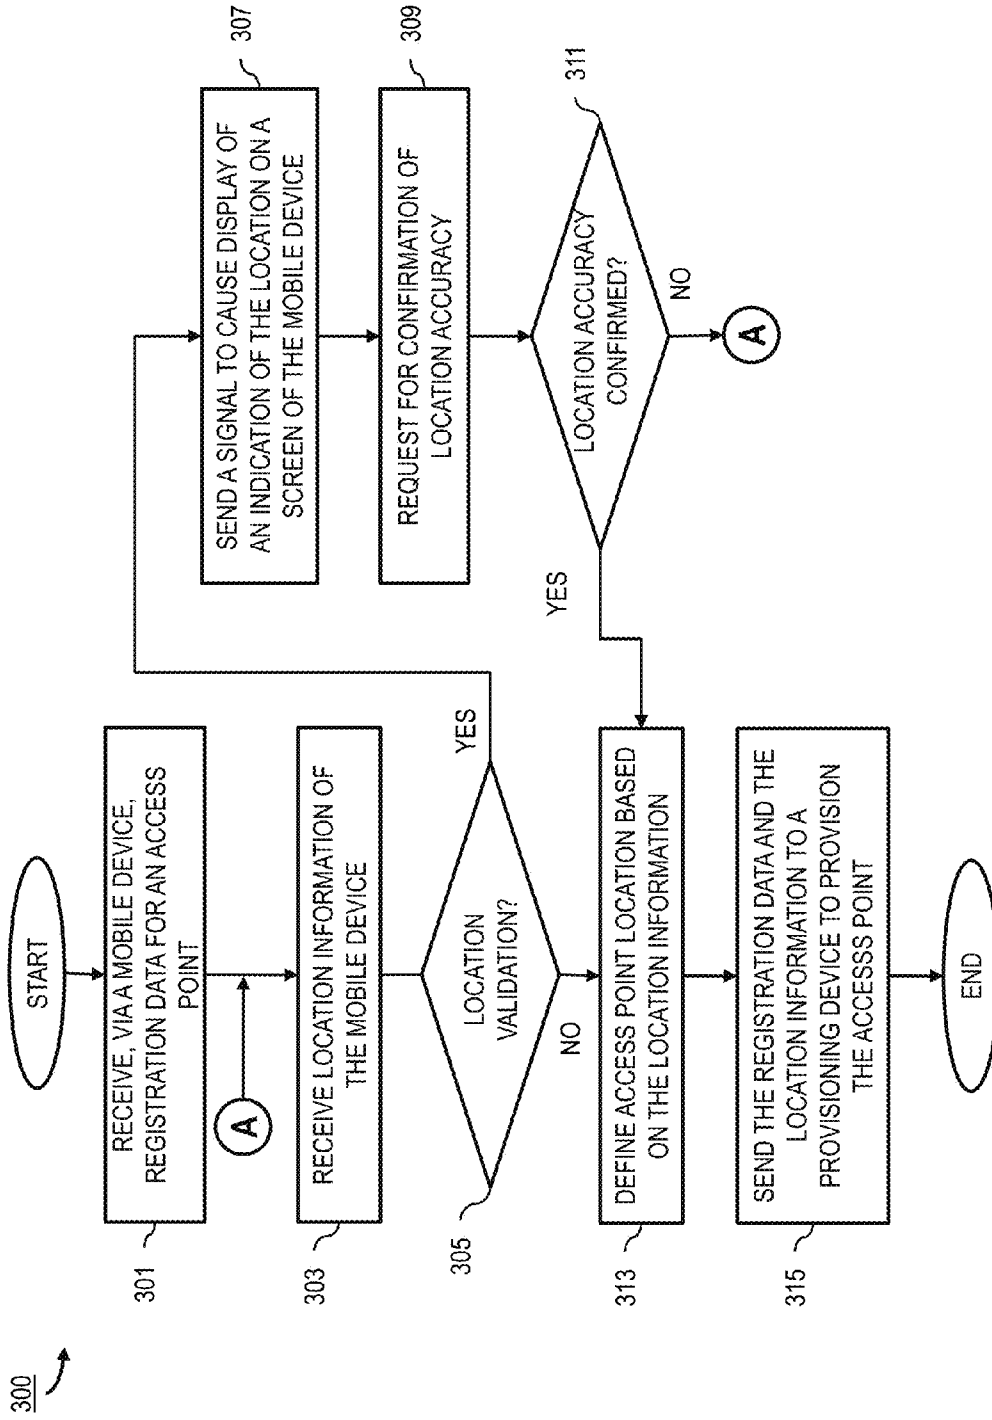 300
START
RECEIVE, VIA A MOBILE DEVICE,
REGISTRATION DATA FOR AN ACCESS
POINT
301
A
RECEIVE LOCATION INFORMATION OF
THE MOBILE DEVICE
303
LOCATION
VALIDATION?
305
YES
NO
SEND A SIGNAL TO CAUSE DISPLAY OF
AN INDICATION OF THE LOCATION ON A
SCREEN OF THE MOBILE DEVICE
307
REQUEST FOR CONFIRMATION OF
LOCATION ACCURACY
309
LOCATION ACCURACY
CONFIRMED?
311
YES
NO
A
DEFINE ACCESS POINT LOCATION BASED
ON THE LOCATION INFORMATION
313
SEND THE REGISTRATION DATA AND THE
LOCATION INFORMATION TO A
PROVISIONING DEVICE TO PROVISION
THE ACCESSS POINT
315
END